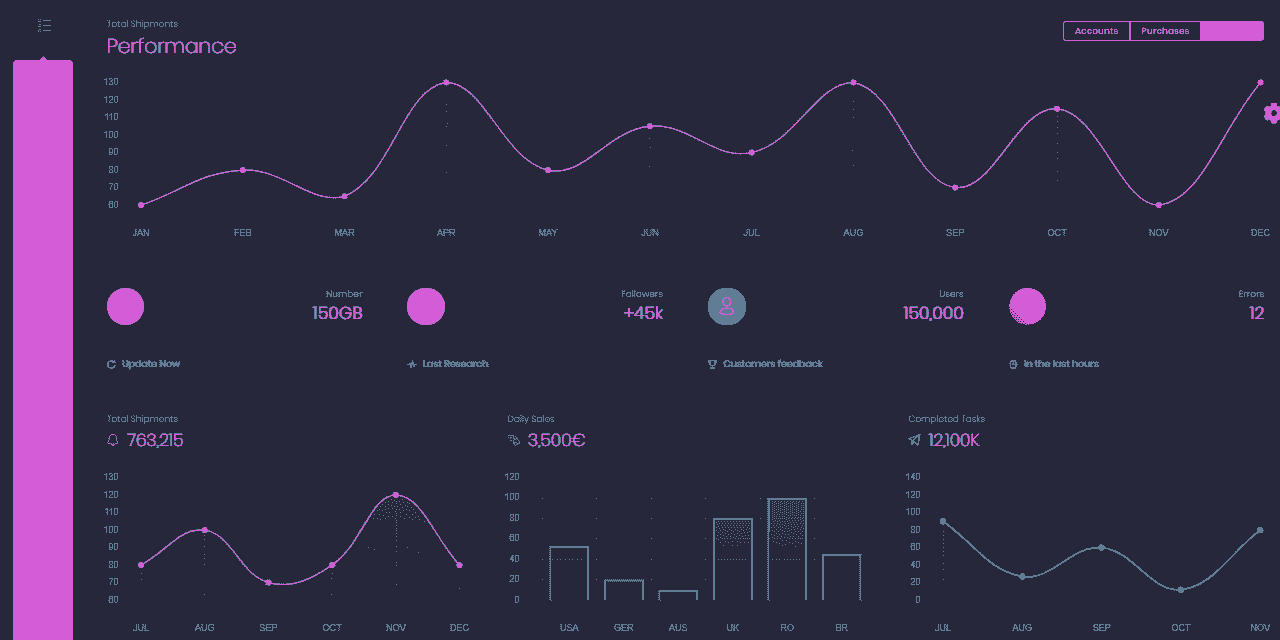 Total Shipments
Performance
Accounts Purchases
130
120
110
100
90
80
70
60
JAN FEB MAR APR MAY JUN JUL AUG SEP OCT NOV DEC
Number
150GB
Update Now
Followers
+45k
Last Research
Users
150,000
Customers feedback
Errors
12
In the last hours
Total Shipments
763,215
130
120
110
100
90
80
70
60
JUL AUG SEP OCT NOV DEC
Daily Sales
3,500€
120
100
80
60
40
20
0
USA GER AUS UK RO BR
Completed Tasks
12,100K
140
120
100
80
60
40
20
0
JUL AUG SEP OCT NOV